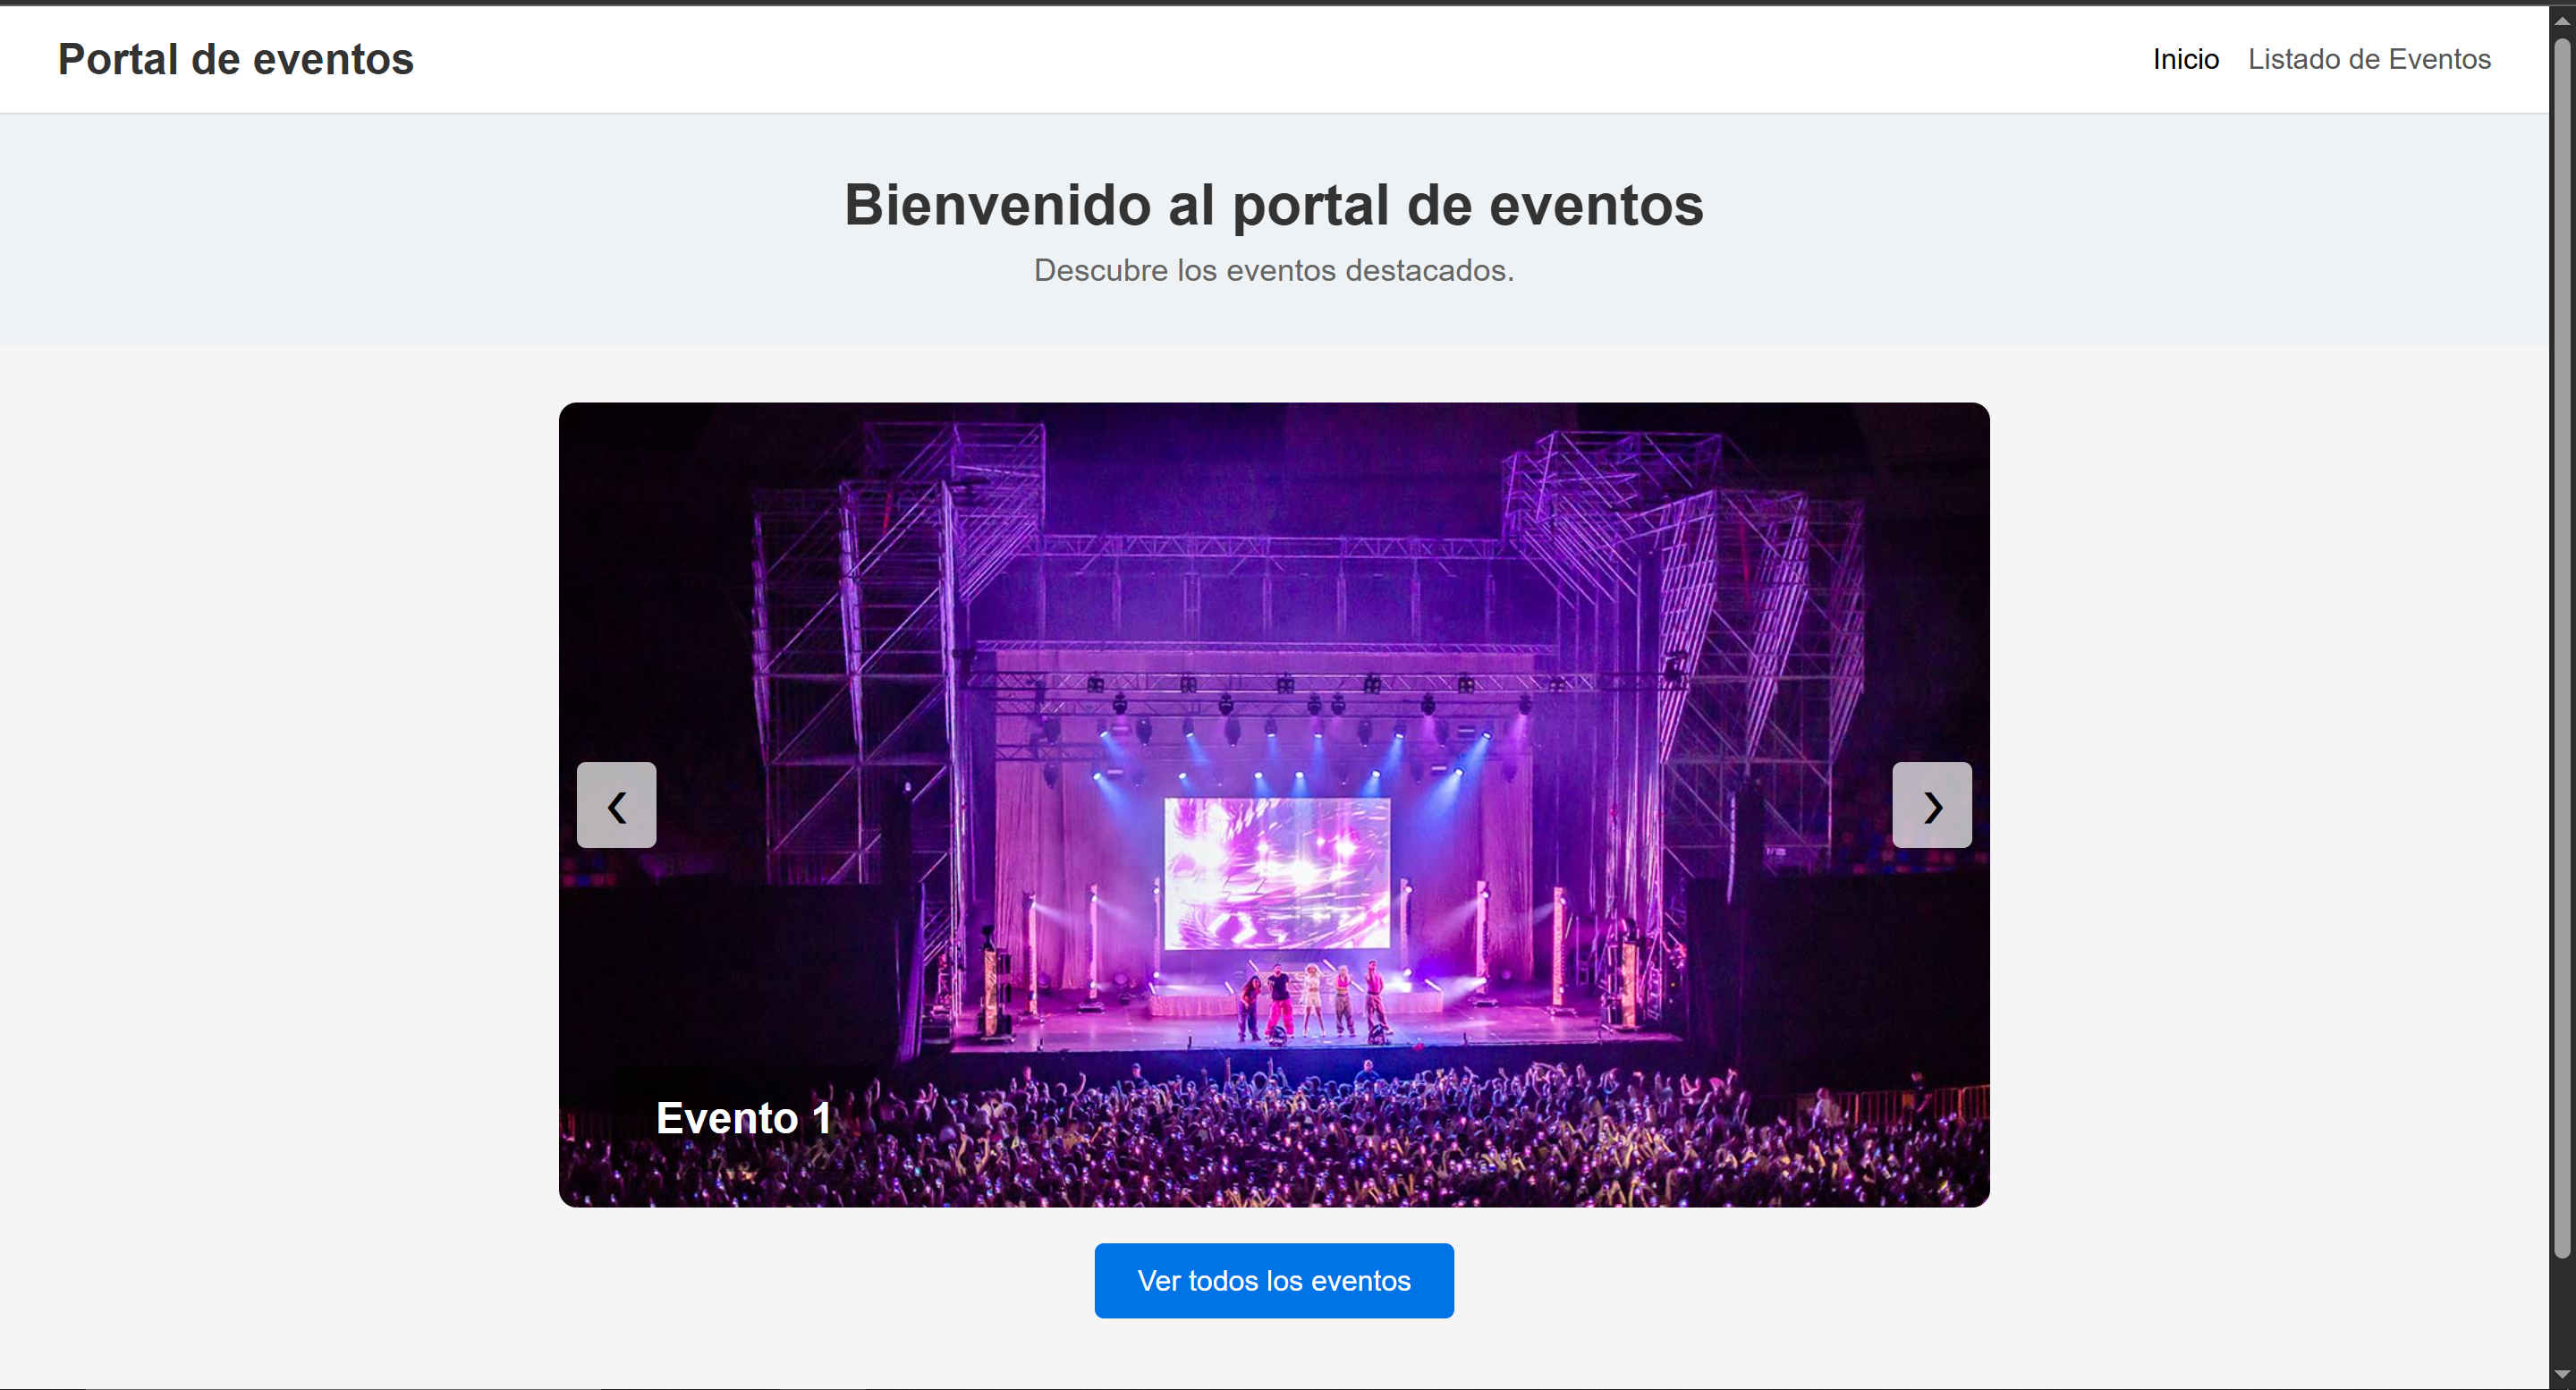 Portal de eventos
Inicio Listado de Eventos
Bienvenido al portal de eventos
Descubre los eventos destacados.
Evento 1
Ver todos los eventos